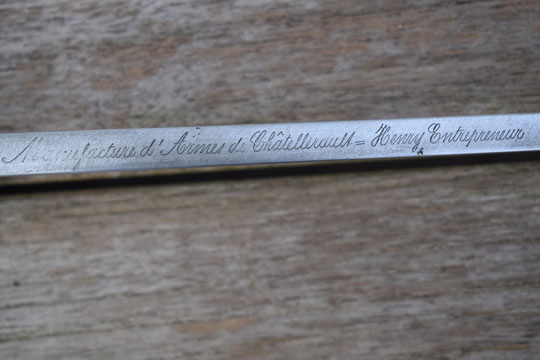 Manufacture d'Armes de Châtellerault = Henry Entrepreneur